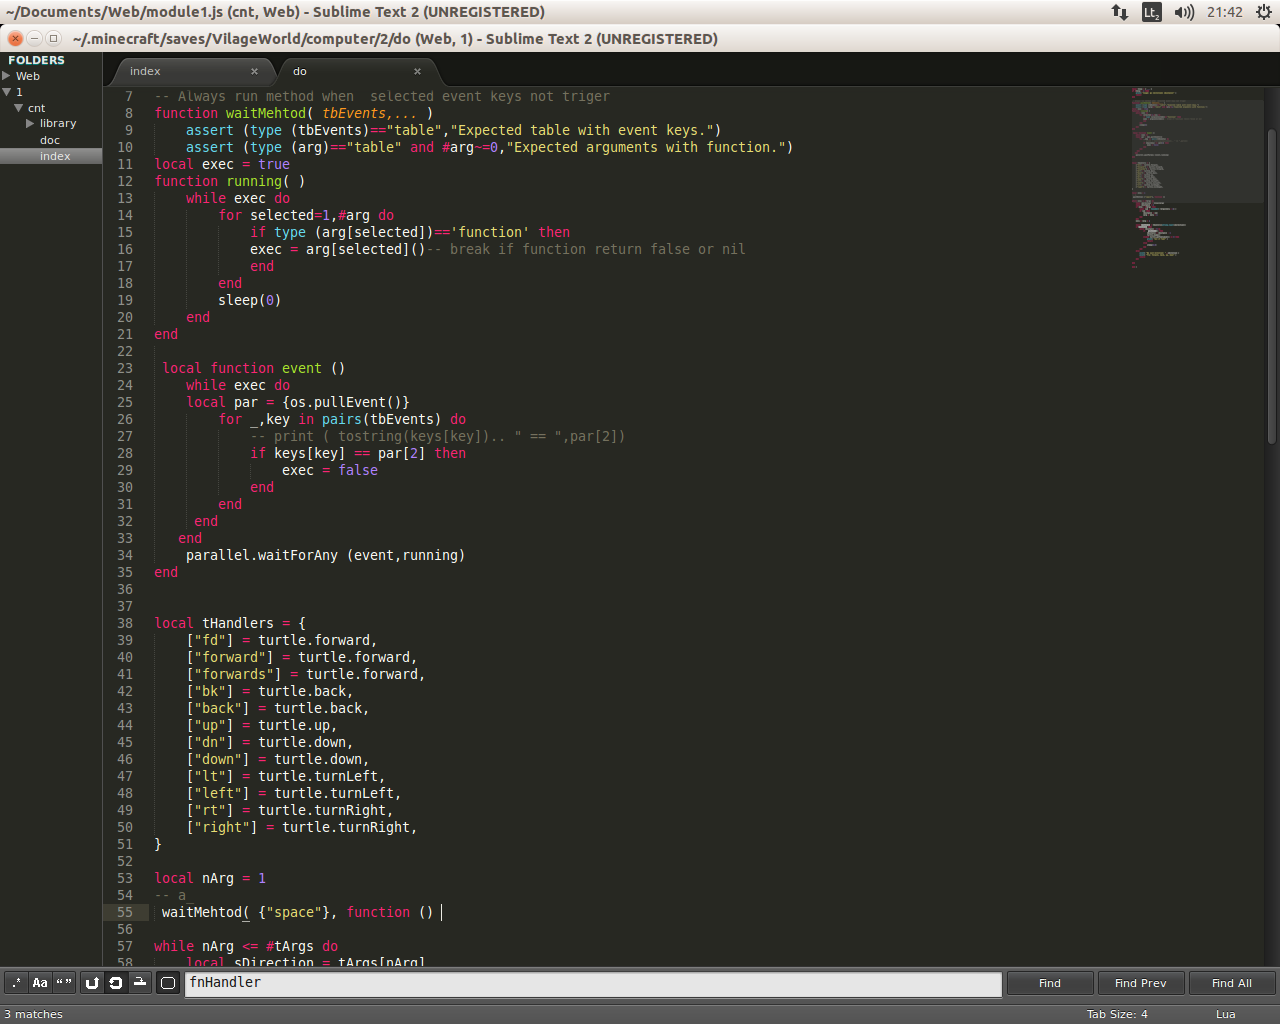 ~/Documents/Web/module1.js (cnt, Web) - Sublime Text 2 (UNREGISTERED)
Lt2
21:42
~/.minecraft/saves/VilageWorld/computer/2/do (Web, 1) - Sublime Text 2 (UNREGISTERED)
FOLDERS
Web
1
cnt
library
doc
index
index
do
7 -- Always run method when  selected event keys not triger
8 function waitMehtod( tbEvents,... )
9     assert (type (tbEvents)=="table","Expected table with event keys.")
10     assert (type (arg)=="table" and #arg~=0,"Expected arguments with function.")
11 local exec = true
12 function running( )
13     while exec do
14         for selected=1,#arg do
15             if type (arg[selected])=='function' then
16             exec = arg[selected]()-- break if function return false or nil
17             end
18         end
19         sleep(0)
20     end
21 end
22
23  local function event ()
24     while exec do
25     local par = {os.pullEvent()}
26         for _,key in pairs(tbEvents) do
27             -- print ( tostring(keys[key]).. " == ",par[2])
28             if keys[key] == par[2] then
29                 exec = false
30             end
31         end
32      end
33    end
34     parallel.waitForAny (event,running)
35 end
36
37
38 local tHandlers = {
39     ["fd"] = turtle.forward,
40     ["forward"] = turtle.forward,
41     ["forwards"] = turtle.forward,
42     ["bk"] = turtle.back,
43     ["back"] = turtle.back,
44     ["up"] = turtle.up,
45     ["dn"] = turtle.down,
46     ["down"] = turtle.down,
47     ["lt"] = turtle.turnLeft,
48     ["left"] = turtle.turnLeft,
49     ["rt"] = turtle.turnRight,
50     ["right"] = turtle.turnRight,
51 }
52
53 local nArg = 1
54 -- a_
55  waitMehtod( {"space"}, function ()
56
57 while nArg <= #tArgs do
58     local sDirection = tArgs[nArg]
.* Aa “”
fnHandler
Find
Find Prev
Find All
3 matches
Tab Size: 4
Lua